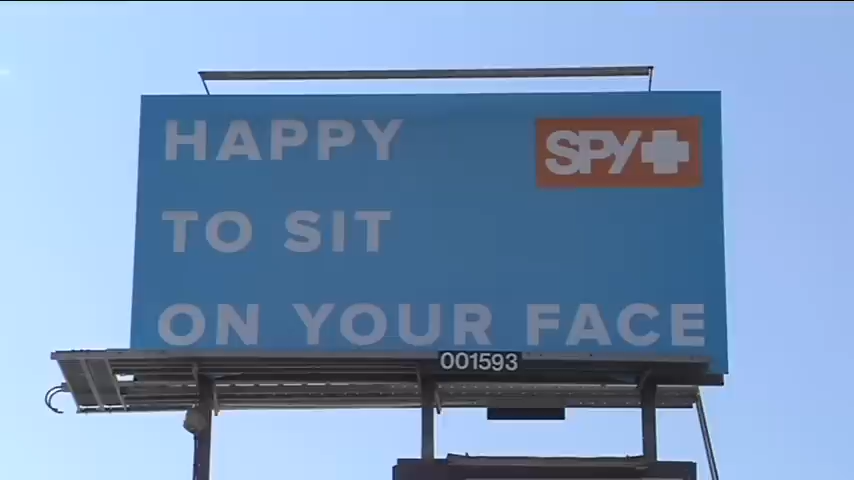 HAPPY
SPY+
TO SIT
ON YOUR FACE
001593